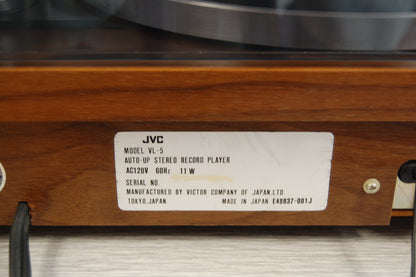 JVC
MODEL VL-5
AUTO-UP STEREO RECORD PLAYER
AC120V 60Hz 11W
SERIAL NO.
MANUFACTURED BY VICTOR COMPANY OF JAPAN,LTD.
TOKYO,JAPAN. MADE IN JAPAN E40837-001J